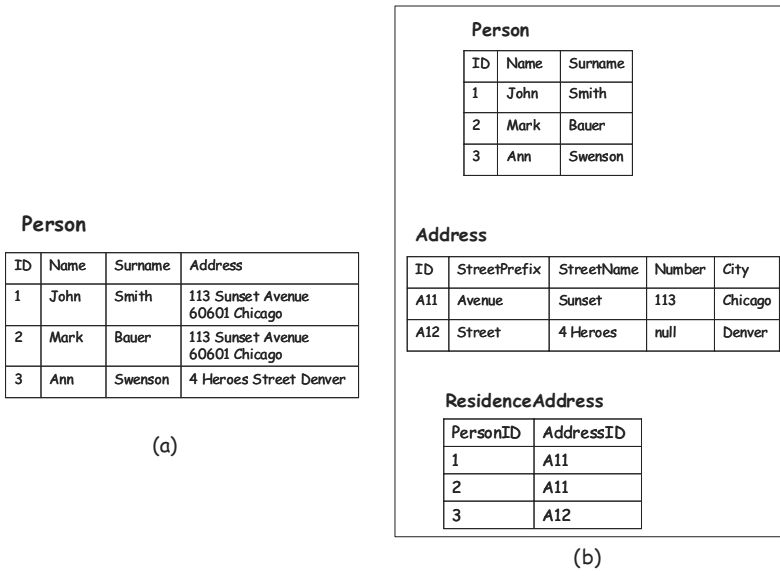 Person
ID Name Surname Address
1 John Smith 113 Sunset Avenue
60601 Chicago
2 Mark Bauer 113 Sunset Avenue
60601 Chicago
3 Ann Swenson 4 Heroes Street Denver
(a)
Person
ID Name Surname
1 John Smith
2 Mark Bauer
3 Ann Swenson
Address
ID StreetPrefix StreetName Number City
A11 Avenue Sunset 113 Chicago
A12 Street 4 Heroes null Denver
ResidenceAddress
PersonID AddressID
1 A11
2 A11
3 A12
(b)